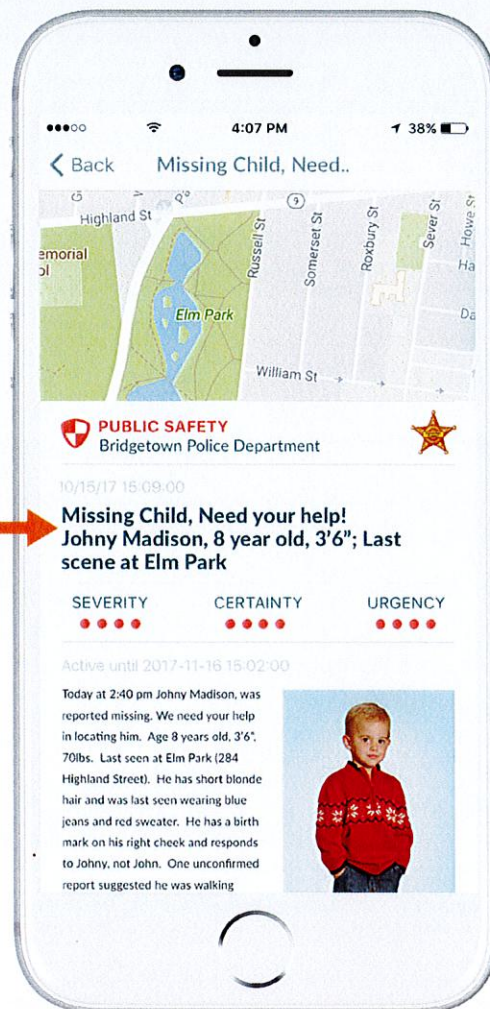 4:07 PM
38%
Back
Missing Child, Need..
Highland St
9
emorial
ol
Elm Park
Russell St
Somerset St
Roxbury St
Sever St
Howe St
Ha
Da
William St
PUBLIC SAFETY
Bridgetown Police Department
10/15/17 15:09:00
Missing Child, Need your help!
Johny Madison, 8 year old, 3'6"; Last
scene at Elm Park
SEVERITY
CERTAINTY
URGENCY
Active until 2017-11-16 15:02:00
Today at 2:40 pm Johny Madison, was
reported missing. We need your help
in locating him. Age 8 years old, 3'6",
70lbs. Last seen at Elm Park (284
Highland Street). He has short blonde
hair and was last seen wearing blue
jeans and red sweater. He has a birth
mark on his right cheek and responds
to Johny, not John. One unconfirmed
report suggested he was walking